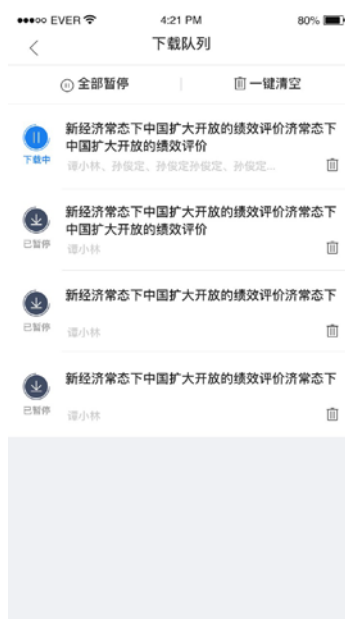 EVER 4:21 PM 80%
下载队列
全部暂停 一键清空
新经济常态下中国扩大开放的绩效评价济常态下
中国扩大开放的绩效评价
下载中
谭小林、孙俊定、孙俊定孙俊定、孙俊定...
新经济常态下中国扩大开放的绩效评价济常态下
中国扩大开放的绩效评价
已暂停
谭小林
新经济常态下中国扩大开放的绩效评价济常态下
已暂停
谭小林
新经济常态下中国扩大开放的绩效评价济常态下
已暂停
谭小林